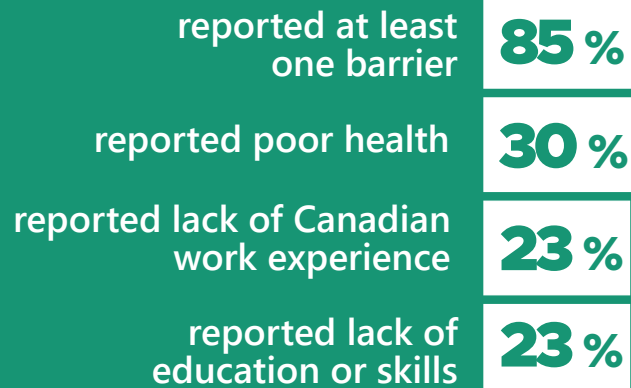 reported at least
one barrier
85 %
reported poor health
30 %
reported lack of Canadian
work experience
23 %
reported lack of
education or skills
23 %